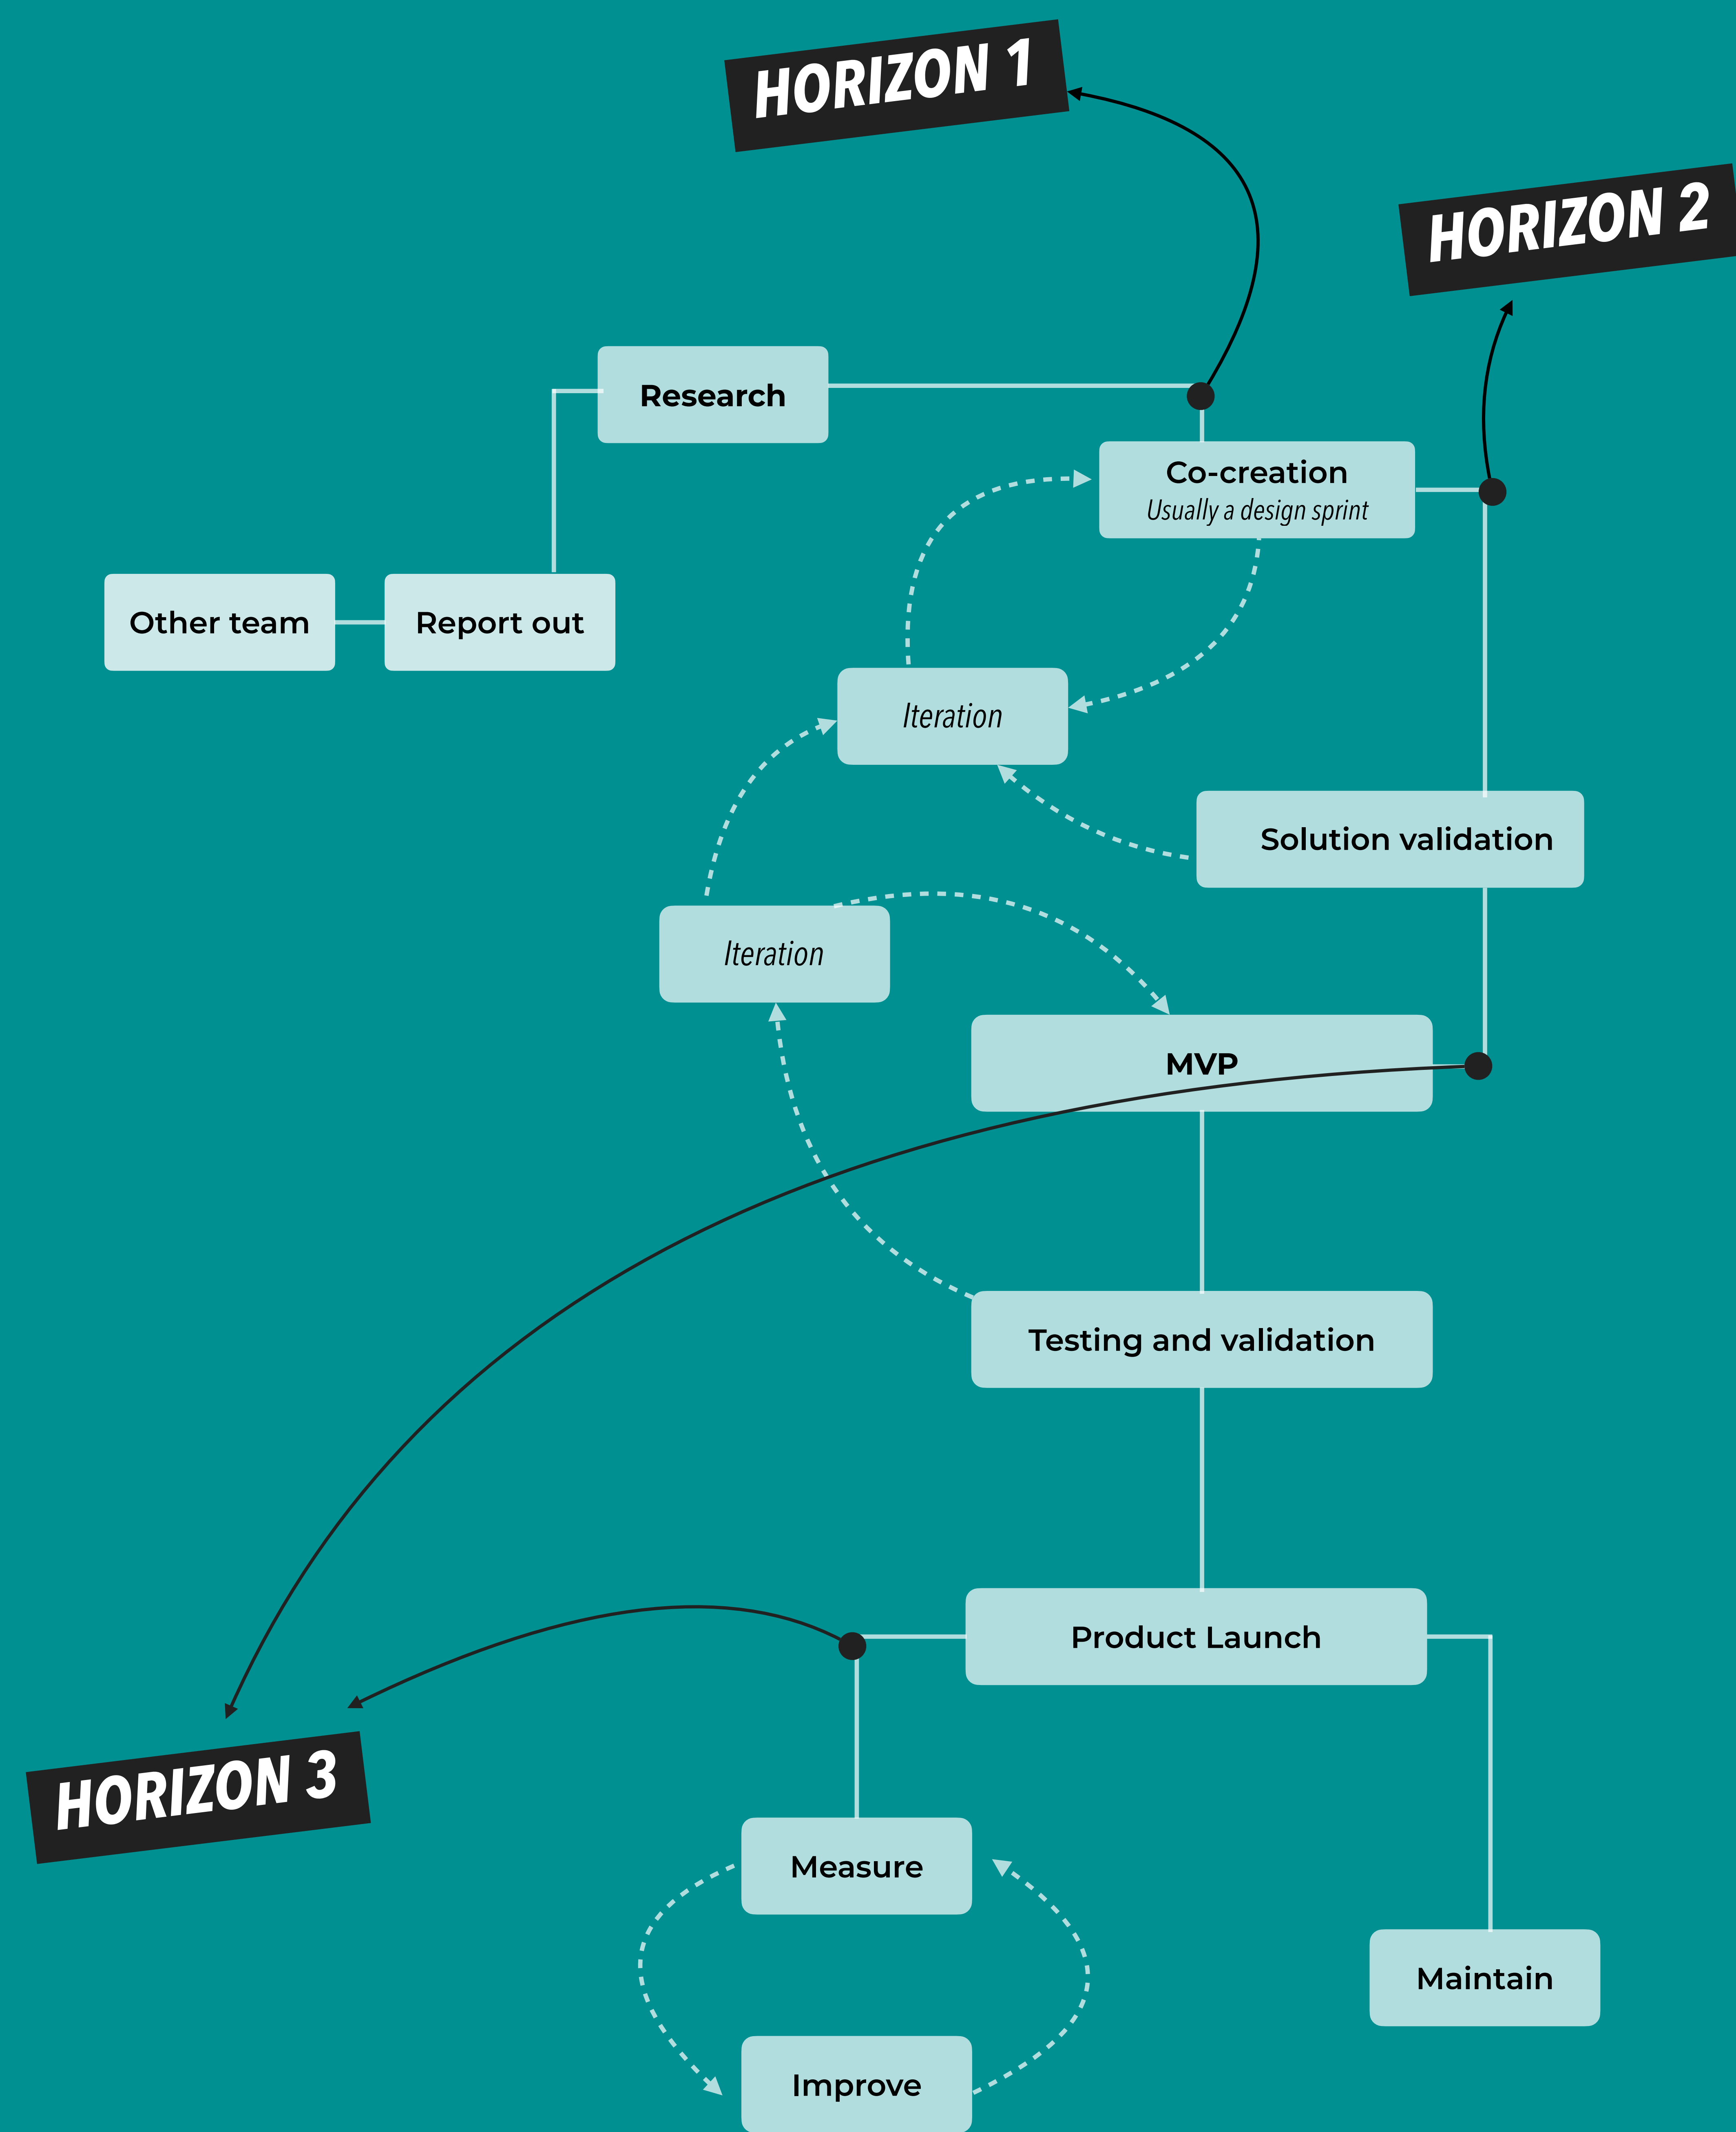 HORIZON 1
HORIZON 2
Research
Co-creation
Usually a design sprint
Other team
Report out
Iteration
Solution validation
Iteration
MVP
Testing and validation
Product Launch
HORIZON 3
Measure
Maintain
Improve